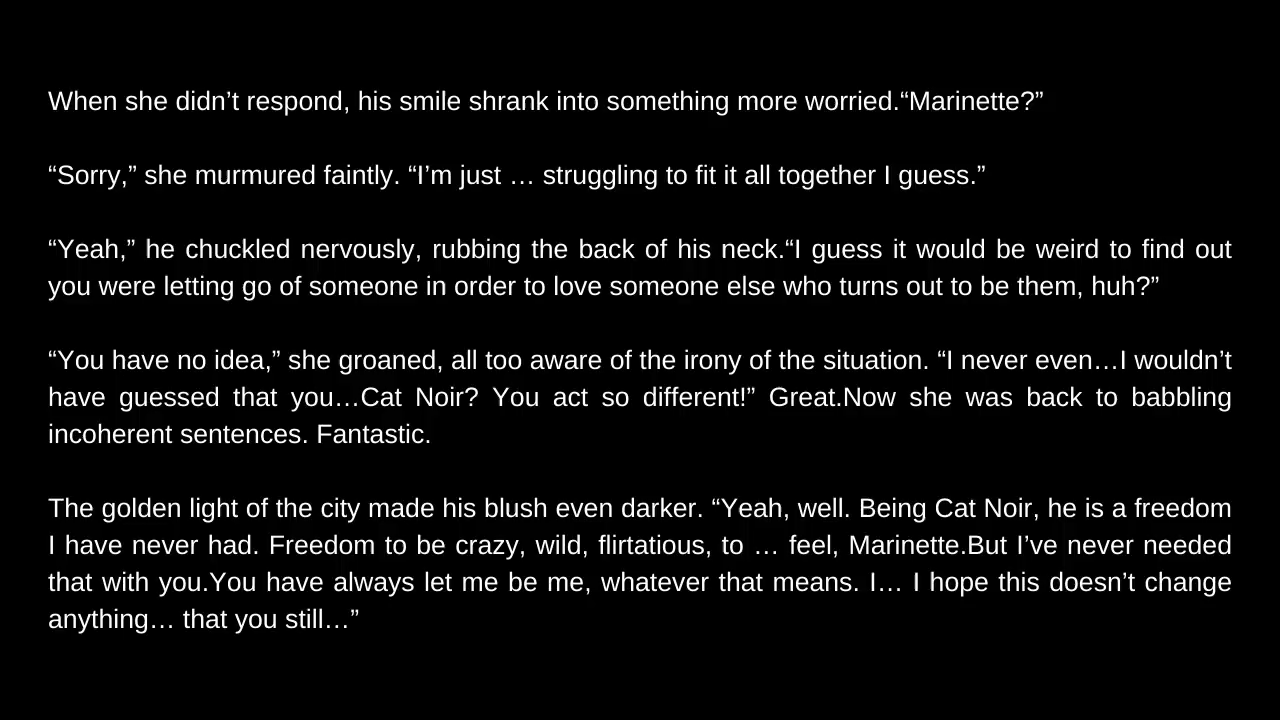 When she didn’t respond, his smile shrank into something more worried.“Marinette?”
“Sorry,” she murmured faintly. “I’m just … struggling to fit it all together I guess.”
“Yeah,” he chuckled nervously, rubbing the back of his neck.“I guess it would be weird to find out
you were letting go of someone in order to love someone else who turns out to be them, huh?”
“You have no idea,” she groaned, all too aware of the irony of the situation. “I never even…I wouldn’t
have guessed that you…Cat Noir? You act so different!” Great.Now she was back to babbling
incoherent sentences. Fantastic.
The golden light of the city made his blush even darker. “Yeah, well. Being Cat Noir, he is a freedom
I have never had. Freedom to be crazy, wild, flirtatious, to … feel, Marinette.But I’ve never needed
that with you.You have always let me be me, whatever that means. I… I hope this doesn’t change
anything… that you still…”